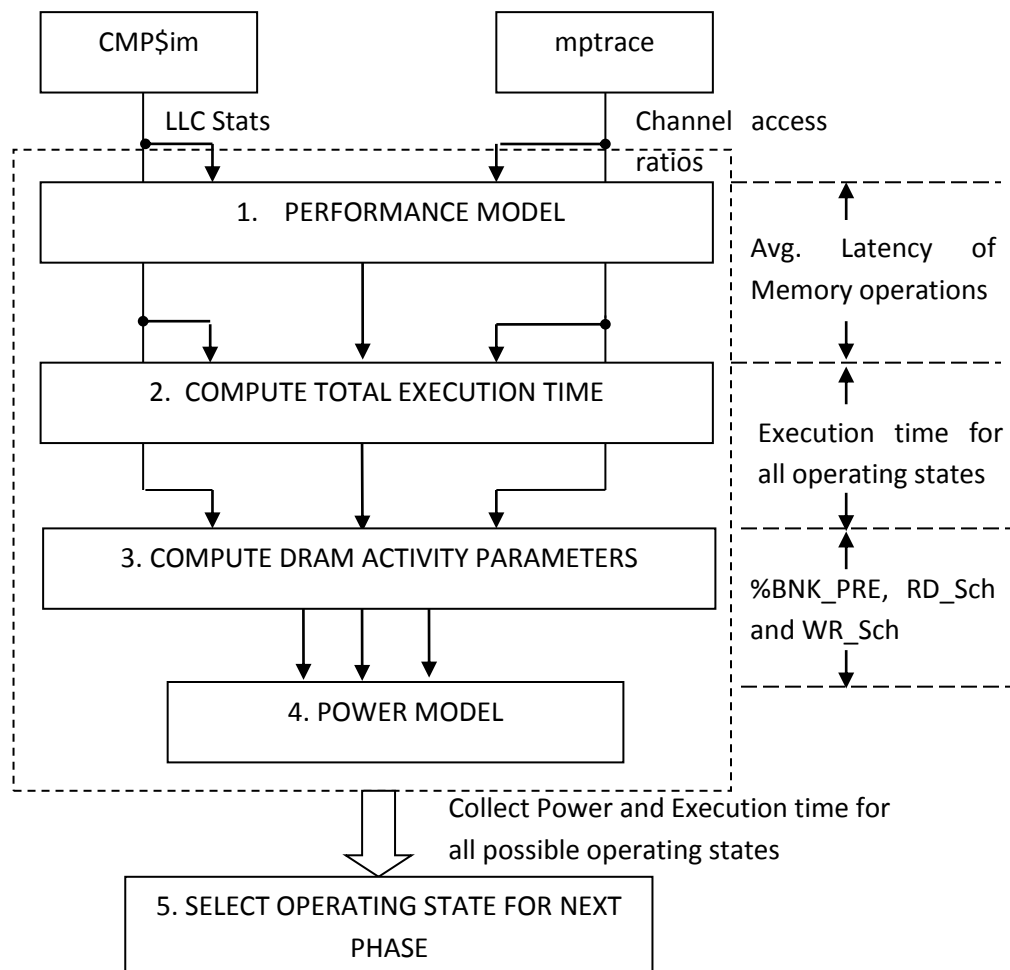 CMP$im
mptrace
LLC Stats
Channel access
ratios
1. PERFORMANCE MODEL
Avg. Latency of
Memory operations
2. COMPUTE TOTAL EXECUTION TIME
Execution time for
all operating states
3. COMPUTE DRAM ACTIVITY PARAMETERS
%BNK_PRE, RD_Sch
and WR_Sch
4. POWER MODEL
Collect Power and Execution time for
all possible operating states
5. SELECT OPERATING STATE FOR NEXT
PHASE